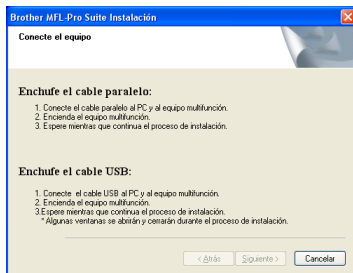 Brother MFL-Pro Suite Instalación
Conecte el equipo
Enchufe el cable paralelo:
1. Conecte el cable paralelo al PC y al equipo multifunción.
2. Encienda el equipo multifunción.
3. Espere mientras que continua el proceso de instalación.
Enchufe el cable USB:
1. Conecte el cable USB al PC y al equipo multifunción.
2. Encienda el equipo multifunción.
3.Espere mientras que continua el proceso de instalación.
* Algunas ventanas se abrirán y cerrarán durante el proceso de instalación.
< Atrás Siguiente > Cancelar